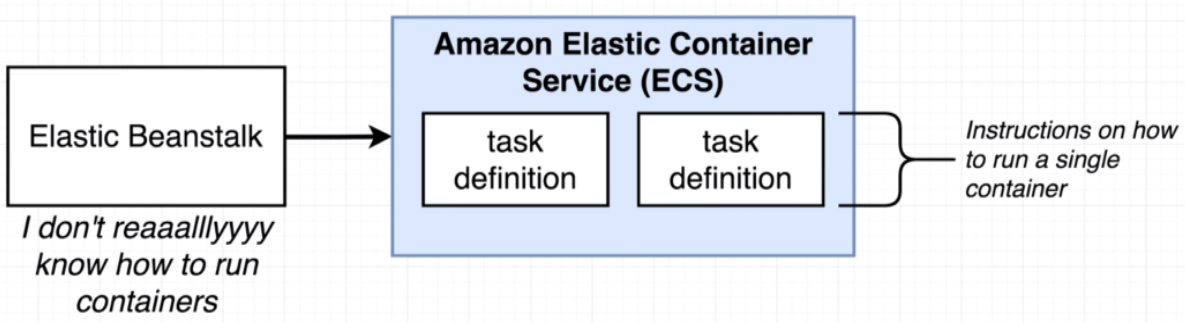 Amazon Elastic Container
Service (ECS)
Elastic Beanstalk
task
definition
task
definition
Instructions on how
to run a single
container
I don't reaaalllyyyy
know how to run
containers